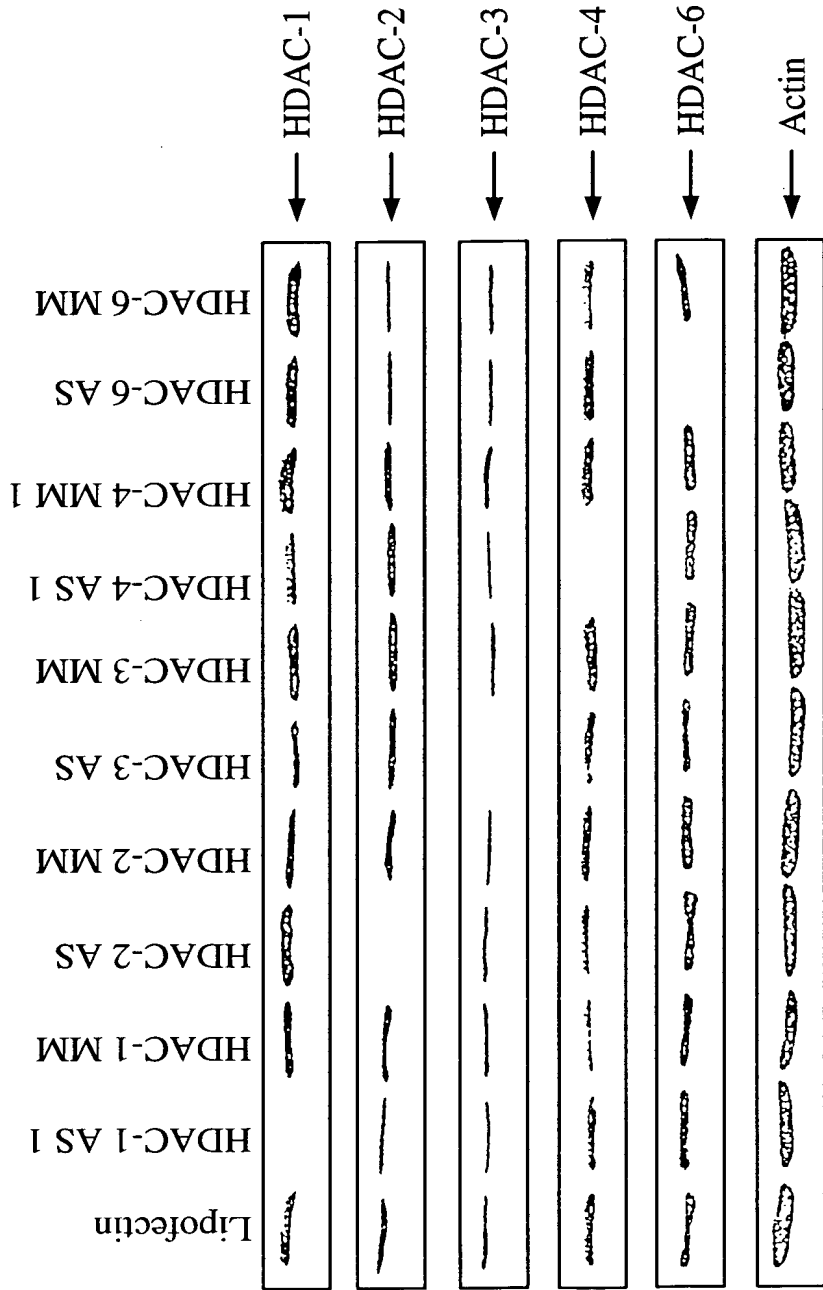 Lipofectin
HDAC-1 AS 1
HDAC-1 MM
HDAC-2 AS
HDAC-2 MM
HDAC-3 AS
HDAC-3 MM
HDAC-4 AS 1
HDAC-4 MM 1
HDAC-6 AS
HDAC-6 MM
HDAC-1
HDAC-2
HDAC-3
HDAC-4
HDAC-6
Actin